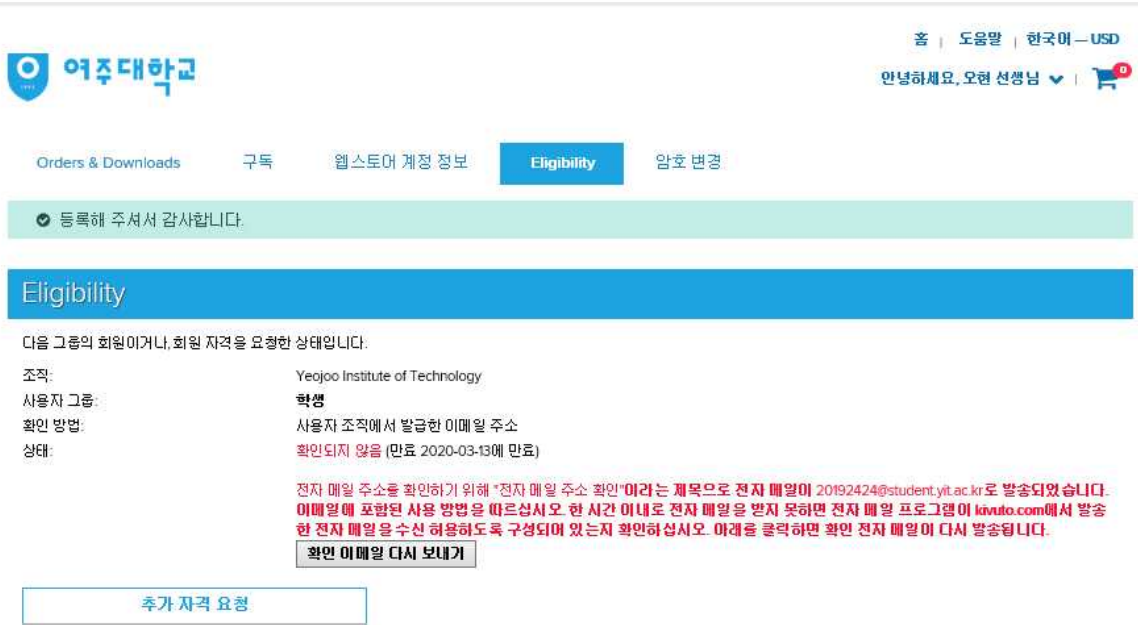 홈 | 도움말 | 한국어 — USD
여주대학교
안녕하세요, 오현 선생님 | 0
Orders & Downloads 구독 웹스토어 계정 정보 Eligibility 암호 변경
등록해 주셔서 감사합니다.
Eligibility
다음 그룹의 회원이거나, 회원 자격을 요청한 상태입니다.
조직: Yeojoo Institute of Technology
사용자 그룹: 학생
확인 방법: 사용자 조직에서 발급한 이메일 주소
상태: 확인되지 않음 (만료 2020-03-13에 만료)
전자 메일 주소를 확인하기 위해 "전자 메일 주소 확인"이라는 제목으로 전자 메일이 20192424@student.yit.ac.kr로 발송되었습니다.
이메일에 포함된 사용 방법을 따르십시오. 한 시간 이내로 전자 메일을 받지 못하면 전자 메일 프로그램이 kivuto.com에서 발송
한 전자 메일을 수신 허용하도록 구성되어 있는지 확인하십시오. 아래를 클릭하면 확인 전자 메일이 다시 발송됩니다.
확인 이메일 다시 보내기
추가 자격 요청